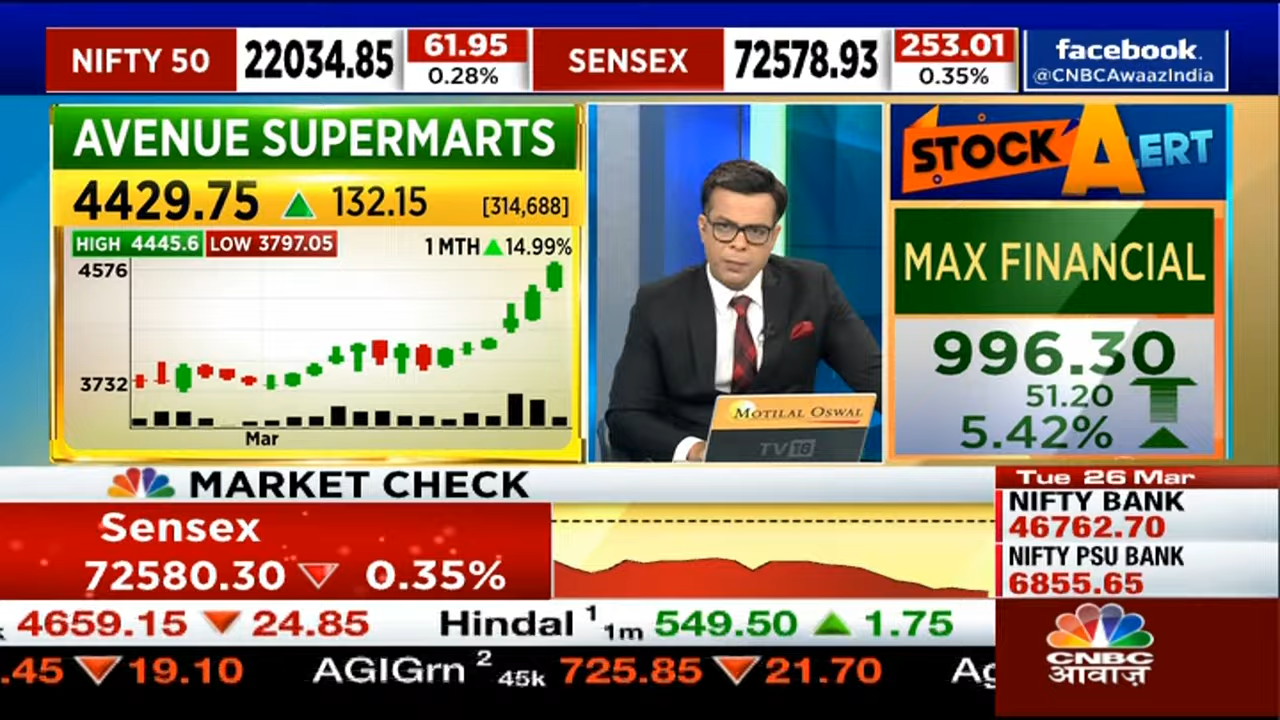 NIFTY 50 22034.85 61.95 0.28% SENSEX 72578.93 253.01 0.35%
facebook.
@CNBCAwaazIndia
AVENUE SUPERMARTS
4429.75 132.15 [314,688]
HIGH 4445.6 LOW 3797.05 1 MTH 14.99%
4576
3732
Mar
MOTILAL OSWAL
TV18
STOCK ALERT
MAX FINANCIAL
996.30
51.20
5.42%
MARKET CHECK
Sensex
72580.30 0.35%
Tue 26 Mar
NIFTY BANK
46762.70
NIFTY PSU BANK
6855.65
4659.15 24.85 Hindal 1 1m 549.50 1.75
.45 19.10 AGIGrn 2 45k 725.85 21.70 Ag
CNBC
आवाज़